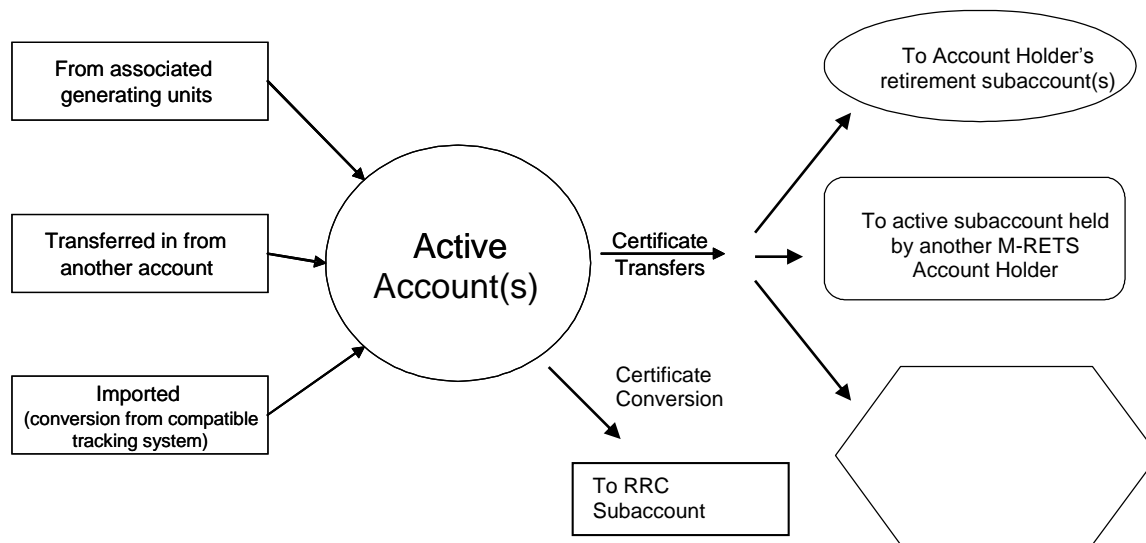 From associated
generating units
Transferred in from
another account
Imported
(conversion from compatible
tracking system)
Active
Account(s)
Certificate
Transfers
Certificate
Conversion
To RRC
Subaccount
To Account Holder’s
retirement subaccount(s)
To active subaccount held
by another M-RETS
Account Holder